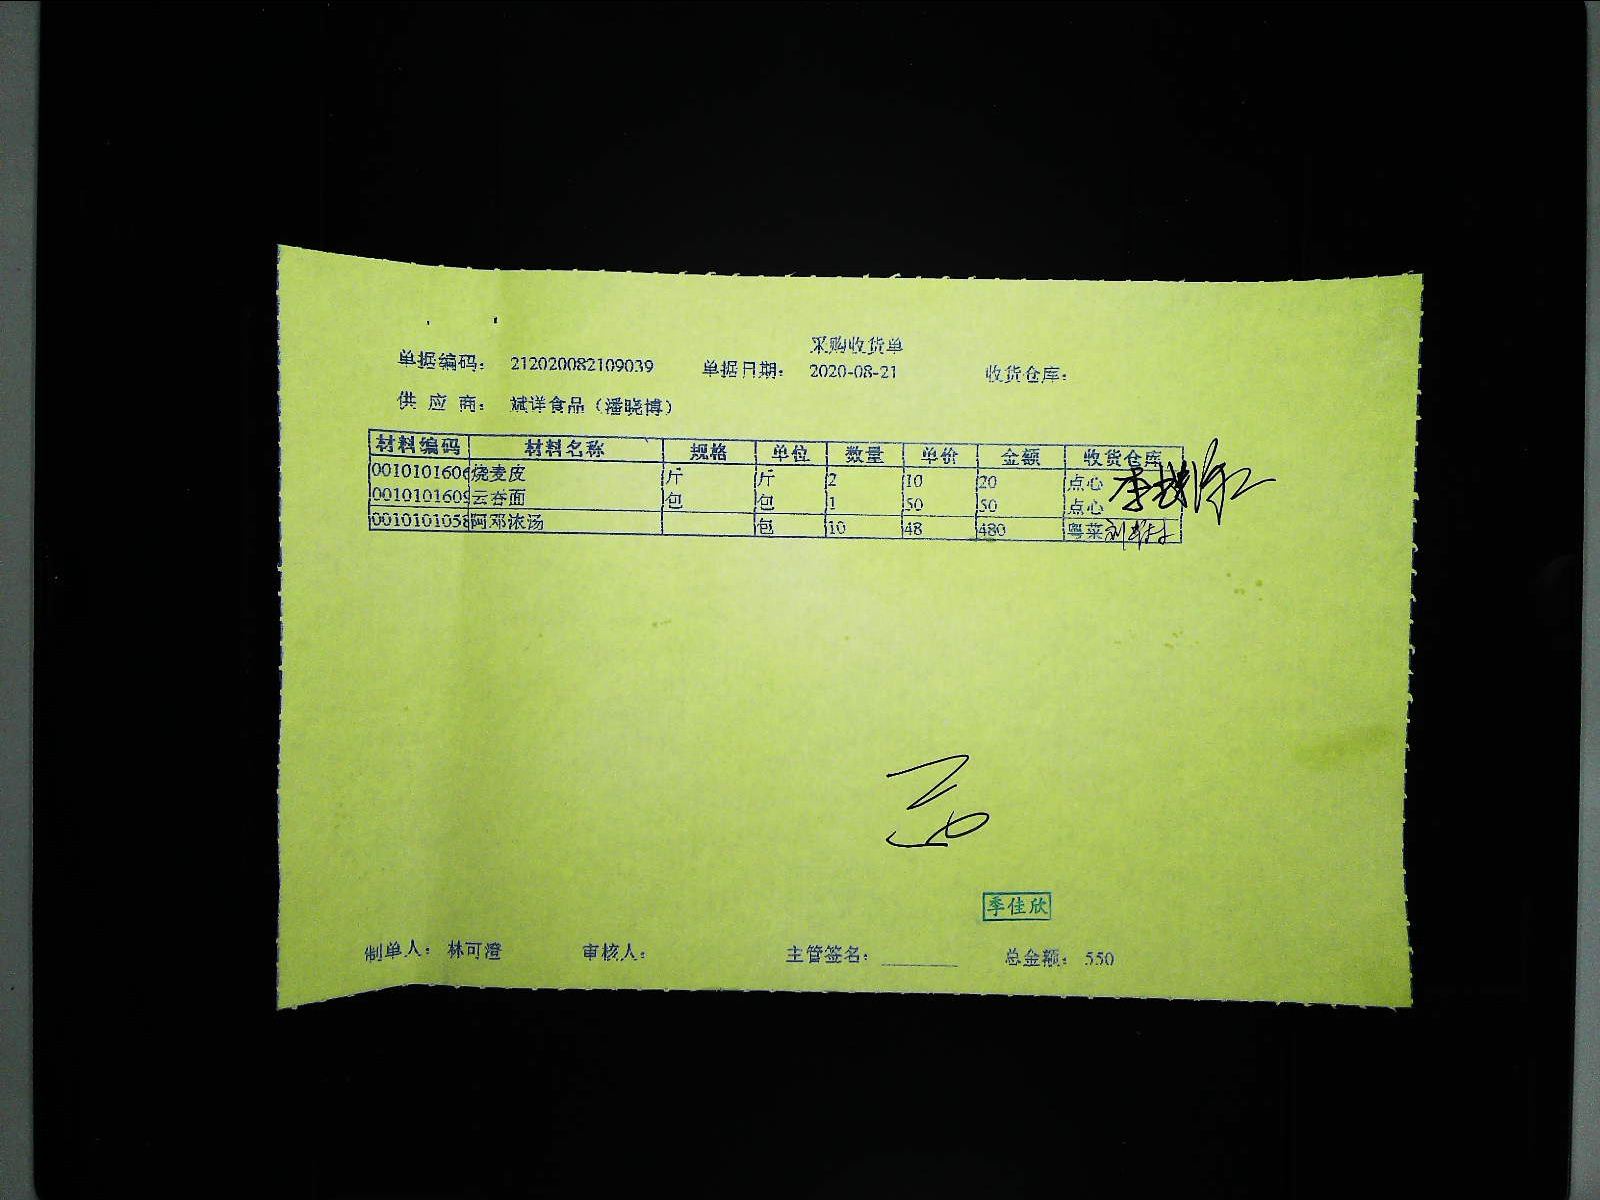 采购收货单
单据编码： 212020082109039 单据日期： 2020-08-21 收货仓库：
供 应 商： 斌详食品（潘晓博）
材料编码 材料名称 规格 单位 数量 单价 金额 收货仓库
0010101606 烧麦皮 斤 斤 2 10 20 点心
0010101609 云吞面 包 包 1 50 50 点心
0010101058 阿邓浓汤 包 10 48 480 粤菜
季佳欣
制单人： 林可澄 审核人： 主管签名： 总金额： 550